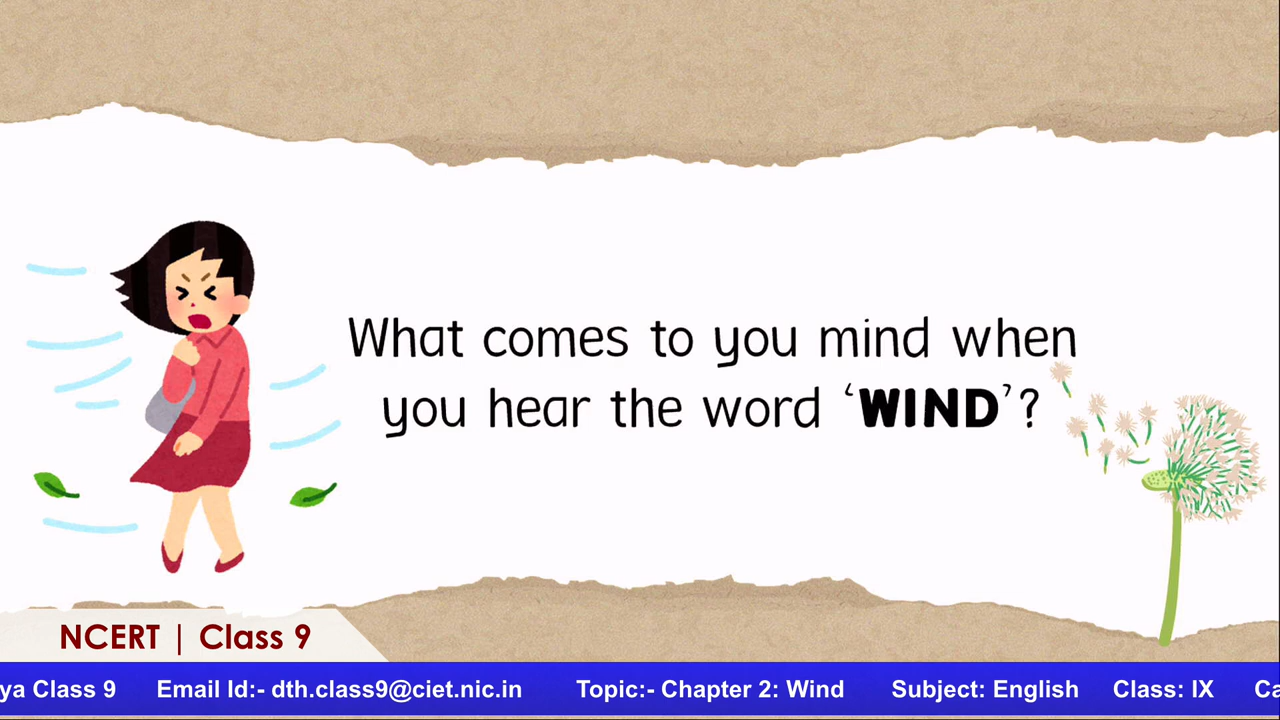 What comes to you mind when
you hear the word ‘WIND’?
NCERT | Class 9
ya Class 9 Email Id:- dth.class9@ciet.nic.in Topic:- Chapter 2: Wind Subject: English Class: IX